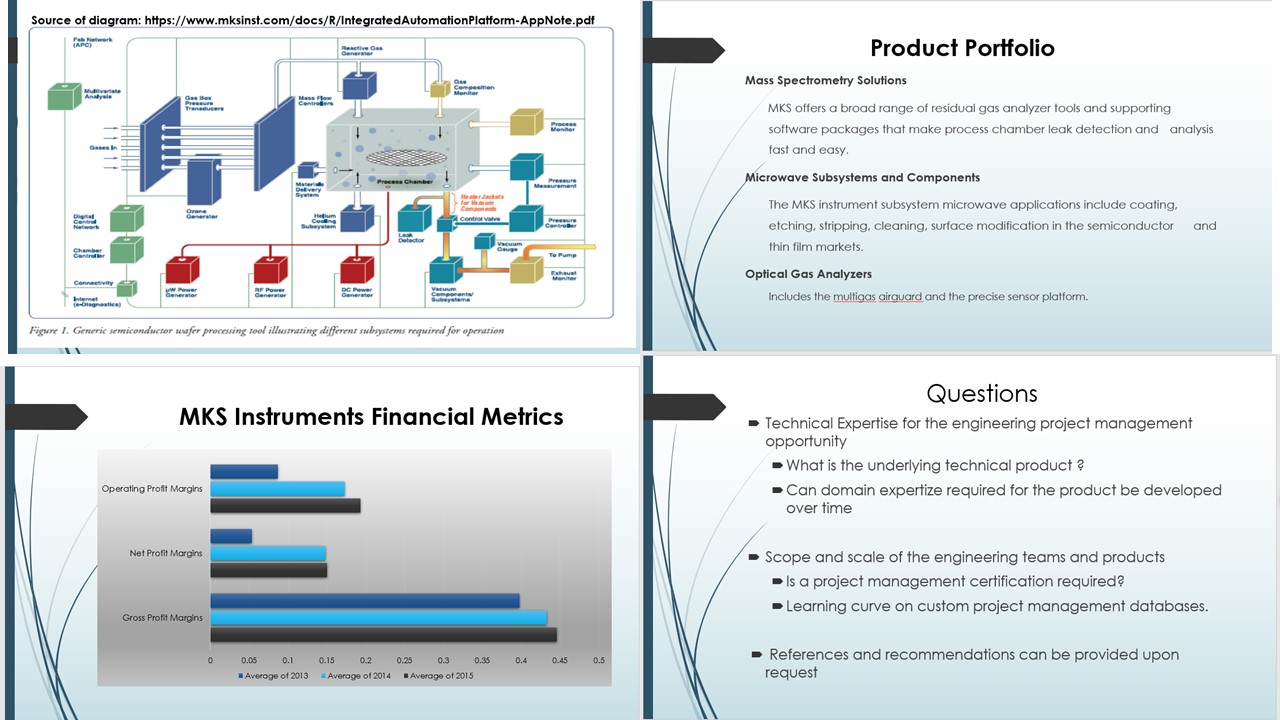 Source of diagram: https://www.mksinst.com/docs/R/IntegratedAutomationPlatform-AppNote.pdf
Fab Network
(APC)
Multivariate
Analysis
Gas Box
Pressure
Transducers
Mass Flow
Controllers
Reactive Gas
Generator
Gas
Composition
Monitor
Process
Monitor
Gases In
Ozone
Generator
Materials
Delivery
System
Process Chamber
Pressure
Measurement
Heater Jackets
for Vacuum
Components
Digital
Control
Network
Helium
Cooling
Subsystem
Leak
Detector
Control Valve
Pressure
Controller
Chamber
Controller
Vacuum
Gauge
To Pump
Connectivity
Internet
(e-Diagnostics)
µW Power
Generator
RF Power
Generator
DC Power
Generator
Vacuum
Components/
Subsystems
Exhaust
Monitor
Figure 1. Generic semiconductor wafer processing tool illustrating different subsystems required for operation
Product Portfolio
Mass Spectrometry Solutions
MKS offers a broad range of residual gas analyzer tools and supporting
software packages that make process chamber leak detection and analysis
fast and easy.
Microwave Subsystems and Components
The MKS instrument subsystem microwave applications include coating,
etching, stripping, cleaning, surface modification in the semiconductor and
thin film markets.
Optical Gas Analyzers
Includes the multigas airguard and the precise sensor platform.
MKS Instruments Financial Metrics
Operating Profit Margins
Net Profit Margins
Gross Profit Margins
0 0.05 0.1 0.15 0.2 0.25 0.3 0.35 0.4 0.45 0.5
Average of 2013 Average of 2014 Average of 2015
Questions
Technical Expertise for the engineering project management
opportunity
What is the underlying technical product ?
Can domain expertize required for the product be developed
over time
Scope and scale of the engineering teams and products
Is a project management certification required?
Learning curve on custom project management databases.
References and recommendations can be provided upon
request